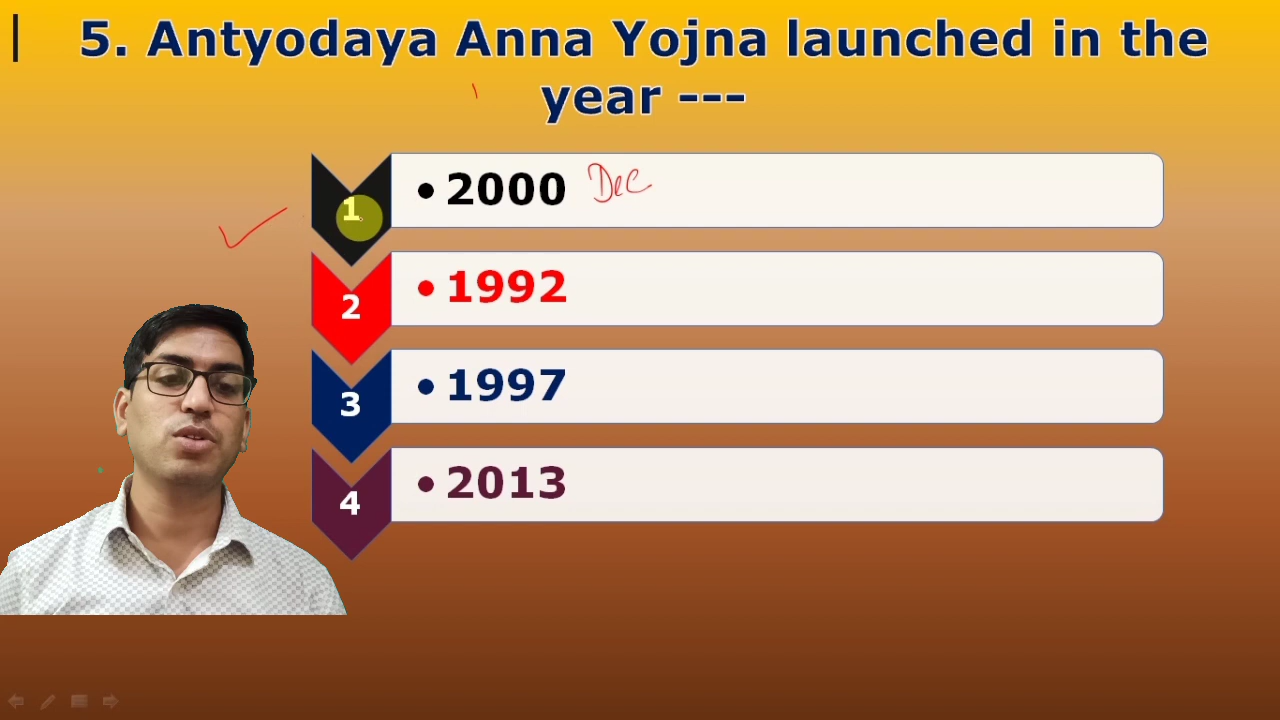 5. Antyodaya Anna Yojna launched in the
year ---
1 • 2000 Dec
2 • 1992
3 • 1997
4 • 2013